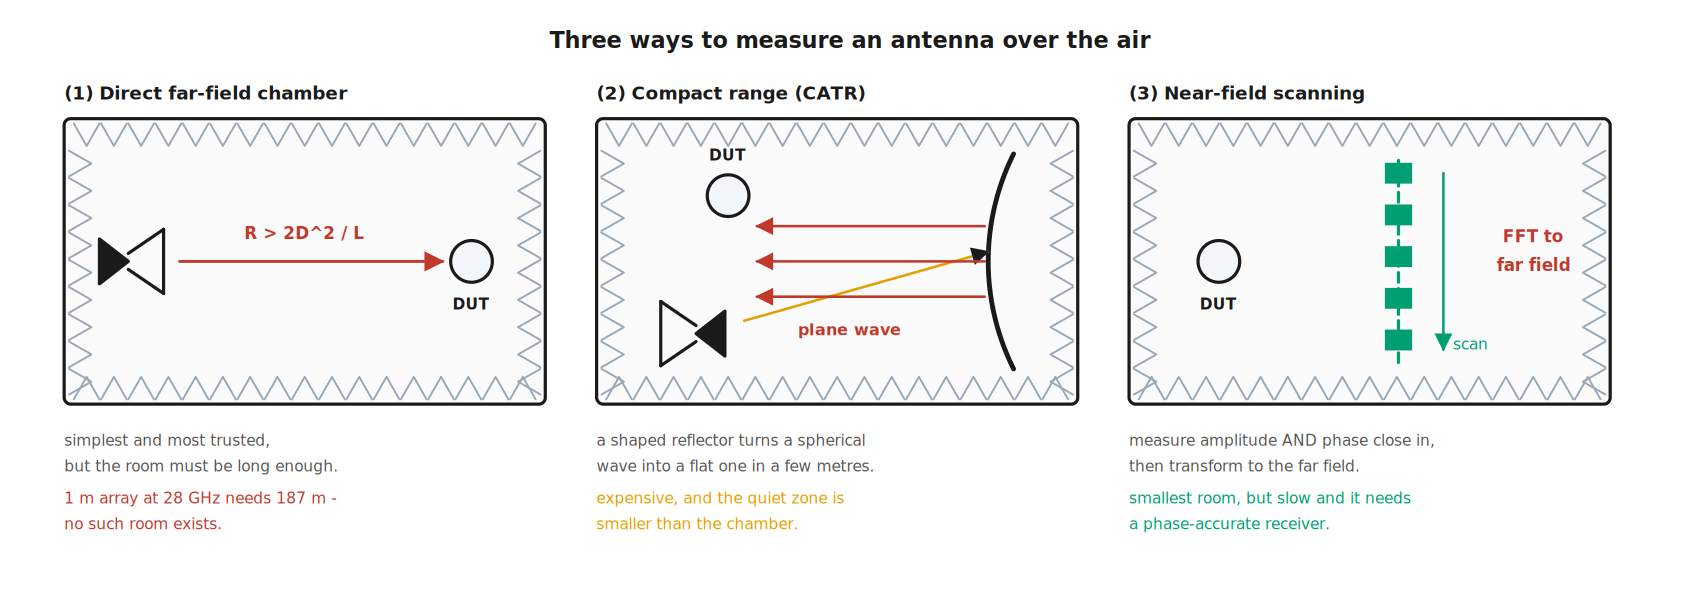 Three ways to measure an antenna over the air
(1) Direct far-field chamber
R > 2D^2 / L
DUT
simplest and most trusted,
but the room must be long enough.
1 m array at 28 GHz needs 187 m -
no such room exists.
(2) Compact range (CATR)
DUT
plane wave
a shaped reflector turns a spherical
wave into a flat one in a few metres.
expensive, and the quiet zone is
smaller than the chamber.
(3) Near-field scanning
FFT to
far field
DUT
scan
measure amplitude AND phase close in,
then transform to the far field.
smallest room, but slow and it needs
a phase-accurate receiver.